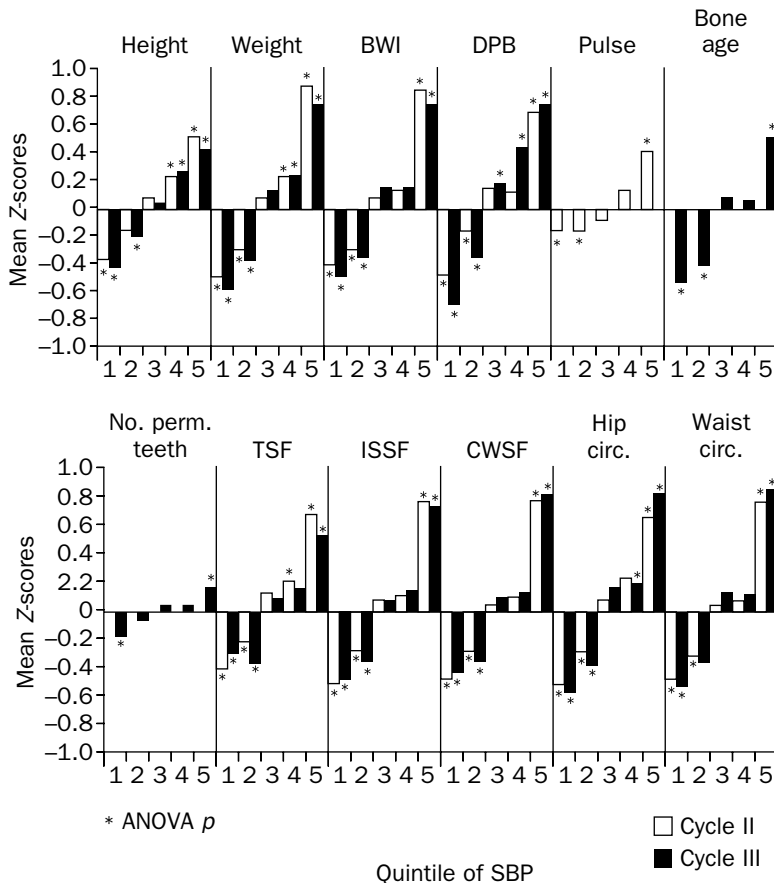 Height Weight BWI DPB Pulse Bone age
1.0
0.8
0.6
0.4
0.2
0
–0.2
–0.4
–0.6
–0.8
–1.0
Mean Z-scores
* * * * * * * * * * * * * * * * * * * * * * * * * * * * * * * * * *
1 2 3 4 5 1 2 3 4 5 1 2 3 4 5 1 2 3 4 5 1 2 3 4 5 1 2 3 4 5
No. perm. teeth TSF ISSF CWSF Hip circ. Waist circ.
1.0
0.8
0.6
0.4
2.2
0
–0.2
–0.4
–0.6
–0.8
–1.0
Mean Z-scores
1 2 3 4 5 1 2 3 4 5 1 2 3 4 5 1 2 3 4 5 1 2 3 4 5 1 2 3 4 5
* ANOVA p
Cycle II
Cycle III
Quintile of SBP